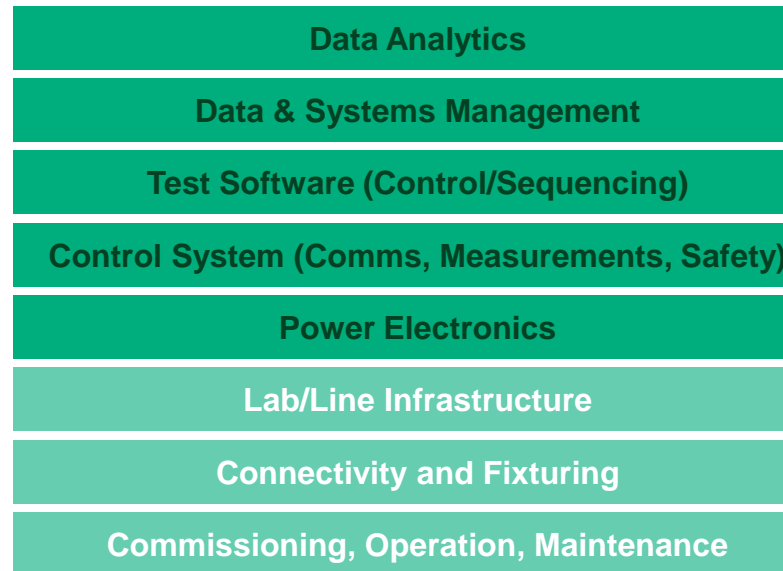 Data Analytics
Data & Systems Management
Test Software (Control/Sequencing)
Control System (Comms, Measurements, Safety)
Power Electronics
Lab/Line Infrastructure
Connectivity and Fixturing
Commissioning, Operation, Maintenance